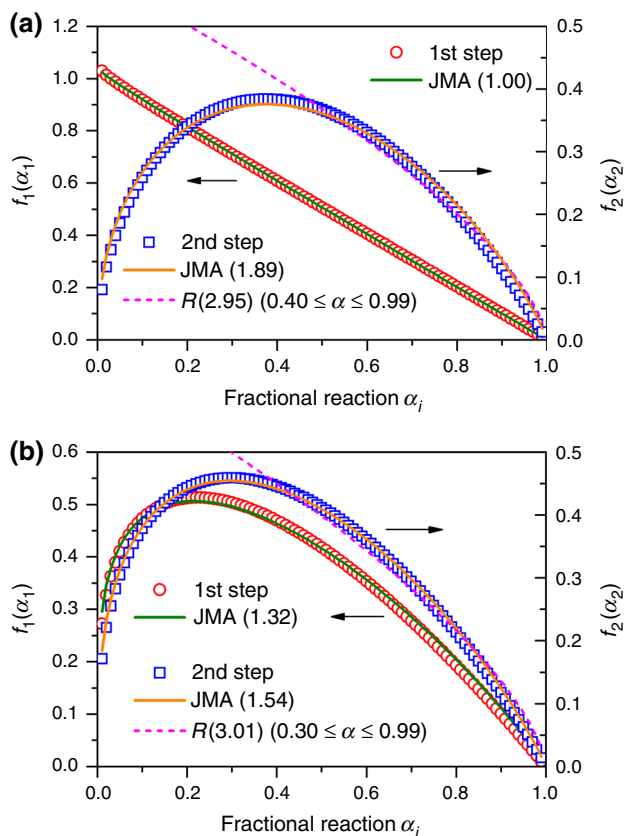 (a)
1.2
1.0
0.8
0.6
0.4
0.2
0.0
f1(α1)
0.5
0.4
0.3
0.2
0.1
0.0
f2(α2)
1st step
JMA (1.00)
2nd step
JMA (1.89)
R(2.95) (0.40 ≤ α ≤ 0.99)
0.0 0.2 0.4 0.6 0.8 1.0
Fractional reaction αi
(b)
0.6
0.5
0.4
0.3
0.2
0.1
0.0
f1(α1)
0.5
0.4
0.3
0.2
0.1
0.0
f2(α2)
1st step
JMA (1.32)
2nd step
JMA (1.54)
R(3.01) (0.30 ≤ α ≤ 0.99)
0.0 0.2 0.4 0.6 0.8 1.0
Fractional reaction αi